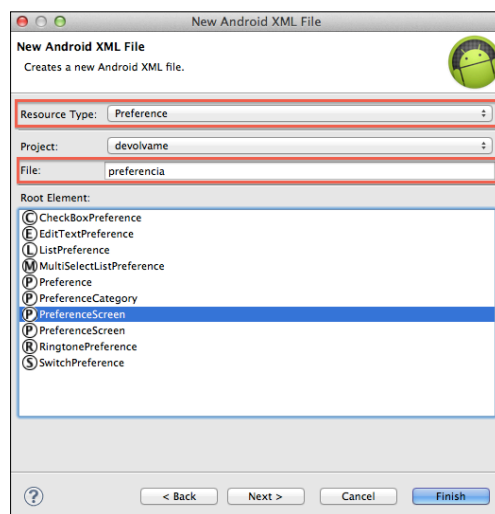 New Android XML File
New Android XML File
Creates a new Android XML file.
Resource Type: Preference
Project: devolvame
File: preferencia
Root Element:
C CheckBoxPreference
E EditTextPreference
L ListPreference
M MultiSelectListPreference
P Preference
P PreferenceCategory
P PreferenceScreen
P PreferenceScreen
R RingtonePreference
S SwitchPreference
? < Back Next > Cancel Finish